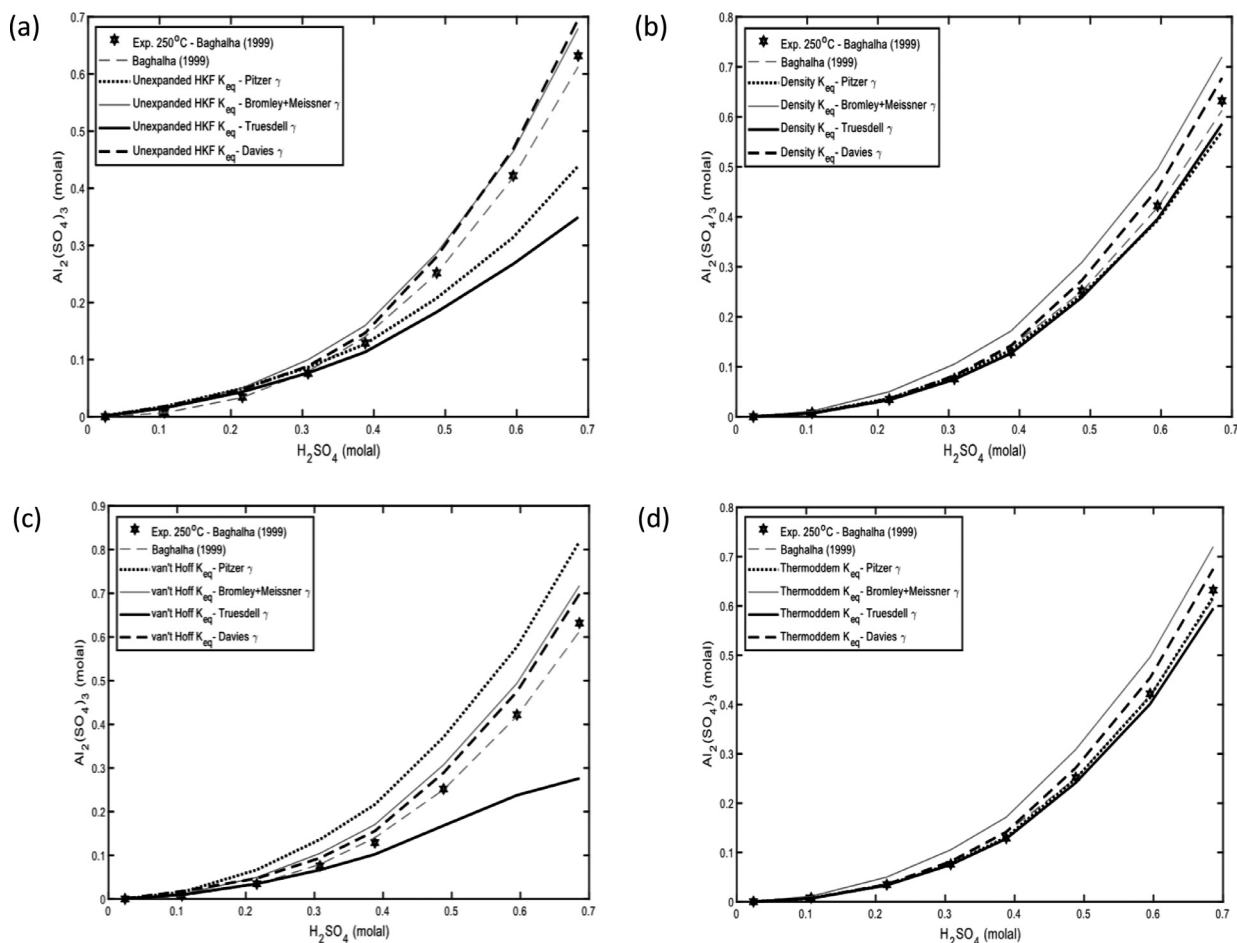 (a)
0.7
0.6
0.5
0.4
0.3
0.2
0.1
0
Al2(SO4)3 (molal)
Exp. 250°C - Baghalha (1999)
Baghalha (1999)
Unexpanded HKF Keq - Pitzer γ
Unexpanded HKF Keq - Bromley+Meissner γ
Unexpanded HKF Keq - Truesdell γ
Unexpanded HKF Keq- Davies γ
0 0.1 0.2 0.3 0.4 0.5 0.6 0.7
H2SO4 (molal)
(b)
0.8
0.7
0.6
0.5
0.4
0.3
0.2
0.1
0
Al2(SO4)3 (molal)
Exp. 250°C - Baghalha (1999)
Baghalha (1999)
Density Keq - Pitzer γ
Density Keq - Bromley+Meissner γ
Density Keq - Truesdell γ
Density Keq - Davies γ
0 0.1 0.2 0.3 0.4 0.5 0.6 0.7
H2SO4 (molal)
(c)
0.9
0.8
0.7
0.6
0.5
0.4
0.3
0.2
0.1
0
Al2(SO4)3 (molal)
Exp. 250°C - Baghalha (1999)
Baghalha (1999)
van't Hoff Keq- Pitzer γ
van't Hoff Keq- Bromley+Meissner γ
van't Hoff Keq- Truesdell γ
van't Hoff Keq- Davies γ
0 0.1 0.2 0.3 0.4 0.5 0.6 0.7
H2SO4 (molal)
(d)
0.8
0.7
0.6
0.5
0.4
0.3
0.2
0.1
0
Al2(SO4)3 (molal)
Exp. 250°C - Baghalha (1999)
Baghalha (1999)
Thermoddem Keq - Pitzer γ
Thermoddem Keq - Bromley+Meissner γ
Thermoddem Keq - Truesdell γ
Thermoddem Keq - Davies γ
0 0.1 0.2 0.3 0.4 0.5 0.6 0.7
H2SO4 (molal)